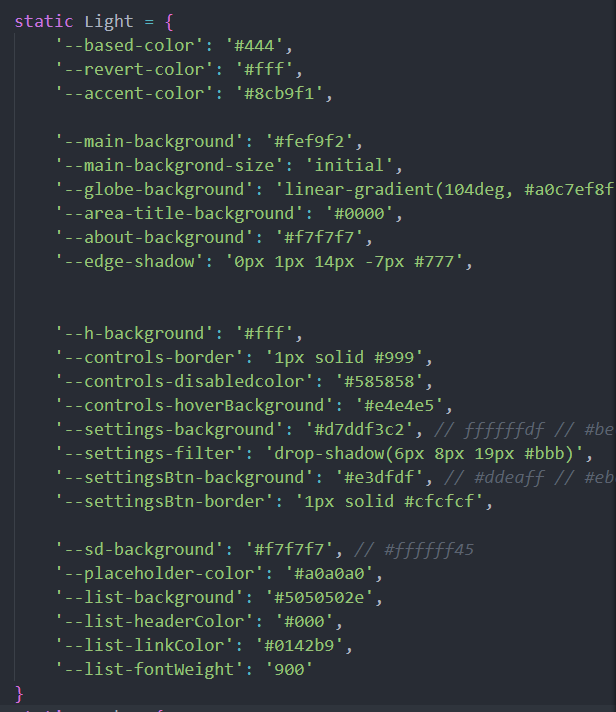 static Light = {
'--based-color': '#444',
'--revert-color': '#fff',
'--accent-color': '#8cb9f1',
'--main-background': '#fef9f2',
'--main-backgrond-size': 'initial',
'--globe-background': 'linear-gradient(104deg, #a0c7ef8f
'--area-title-background': '#0000',
'--about-background': '#f7f7f7',
'--edge-shadow': '0px 1px 14px -7px #777',
'--h-background': '#fff',
'--controls-border': '1px solid #999',
'--controls-disabledcolor': '#585858',
'--controls-hoverBackground': '#e4e4e5',
'--settings-background': '#d7ddf3c2', // ffffffdf // #be
'--settings-filter': 'drop-shadow(6px 8px 19px #bbb)',
'--settingsBtn-background': '#e3dfdf', // #ddeaff // #eb
'--settingsBtn-border': '1px solid #cfcfcf',
'--sd-background': '#f7f7f7', // #ffffff45
'--placeholder-color': '#a0a0a0',
'--list-background': '#5050502e',
'--list-headerColor': '#000',
'--list-linkColor': '#0142b9',
'--list-fontWeight': '900'
}